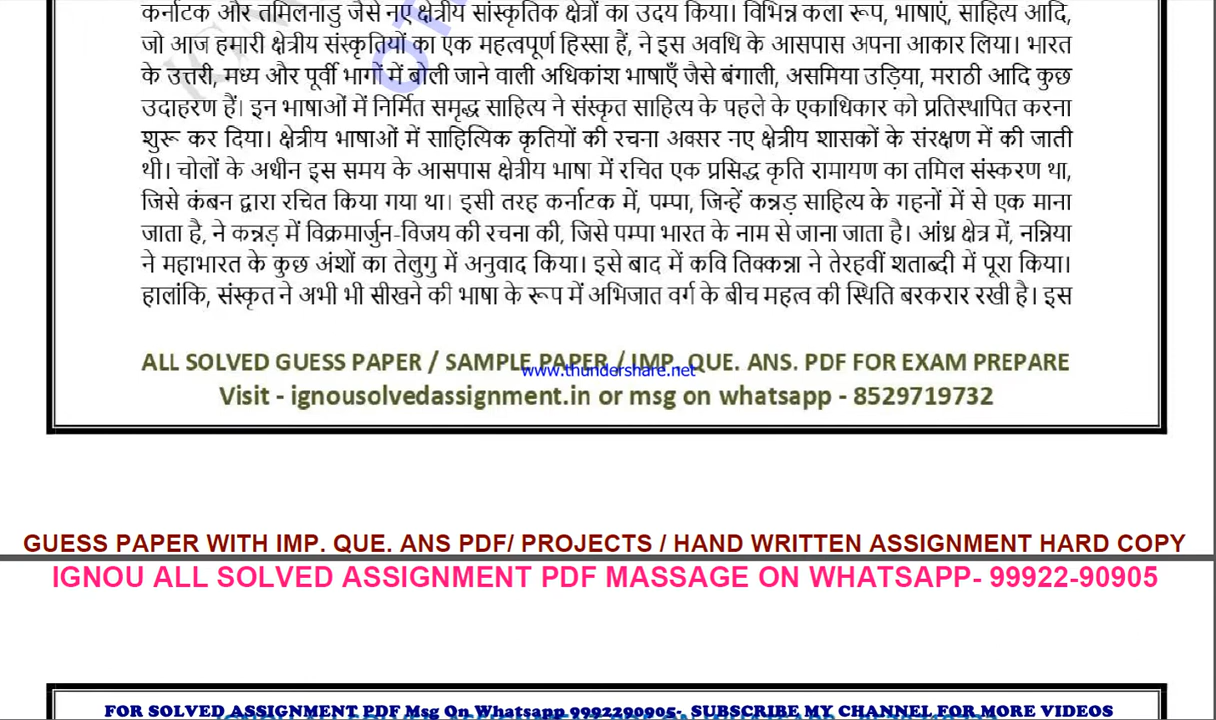 कर्नाटक और तमिलनाडु जैसे नए क्षेत्रीय सांस्कृतिक क्षेत्रों का उदय किया। विभिन्न कला रूप, भाषाएं, साहित्य आदि,
जो आज हमारी क्षेत्रीय संस्कृतियों का एक महत्वपूर्ण हिस्सा हैं, ने इस अवधि के आसपास अपना आकार लिया। भारत
के उत्तरी, मध्य और पूर्वी भागों में बोली जाने वाली अधिकांश भाषाएँ जैसे बंगाली, असमिया उड़िया, मराठी आदि कुछ
उदाहरण हैं। इन भाषाओं में निर्मित समृद्ध साहित्य ने संस्कृत साहित्य के पहले के एकाधिकार को प्रतिस्थापित करना
शुरू कर दिया। क्षेत्रीय भाषाओं में साहित्यिक कृतियों की रचना अक्सर नए क्षेत्रीय शासकों के संरक्षण में की जाती
थी। चोलों के अधीन इस समय के आसपास क्षेत्रीय भाषा में रचित एक प्रसिद्ध कृति रामायण का तमिल संस्करण था,
जिसे कंबन द्वारा रचित किया गया था। इसी तरह कर्नाटक में, पम्पा, जिन्हें कन्नड़ साहित्य के गहनों में से एक माना
जाता है, ने कन्नड़ में विक्रमार्जुन-विजय की रचना की, जिसे पम्पा भारत के नाम से जाना जाता है। आंध्र क्षेत्र में, नन्निया
ने महाभारत के कुछ अंशों का तेलुगु में अनुवाद किया। इसे बाद में कवि तिक्कन्ना ने तेरहवीं शताब्दी में पूरा किया।
हालांकि, संस्कृत ने अभी भी सीखने की भाषा के रूप में अभिजात वर्ग के बीच महत्व की स्थिति बरकरार रखी है। इस
ALL SOLVED GUESS PAPER / SAMPLE PAPER / IMP. QUE. ANS. PDF FOR EXAM PREPARE
www.thundershare.net
Visit - ignousolvedassignment.in or msg on whatsapp - 8529719732
GUESS PAPER WITH IMP. QUE. ANS PDF/ PROJECTS / HAND WRITTEN ASSIGNMENT HARD COPY
IGNOU ALL SOLVED ASSIGNMENT PDF MASSAGE ON WHATSAPP- 99922-90905
FOR SOLVED ASSIGNMENT PDF Msg On Whatsapp 9992290905- SUBSCRIBE MY CHANNEL FOR MORE VIDEOS